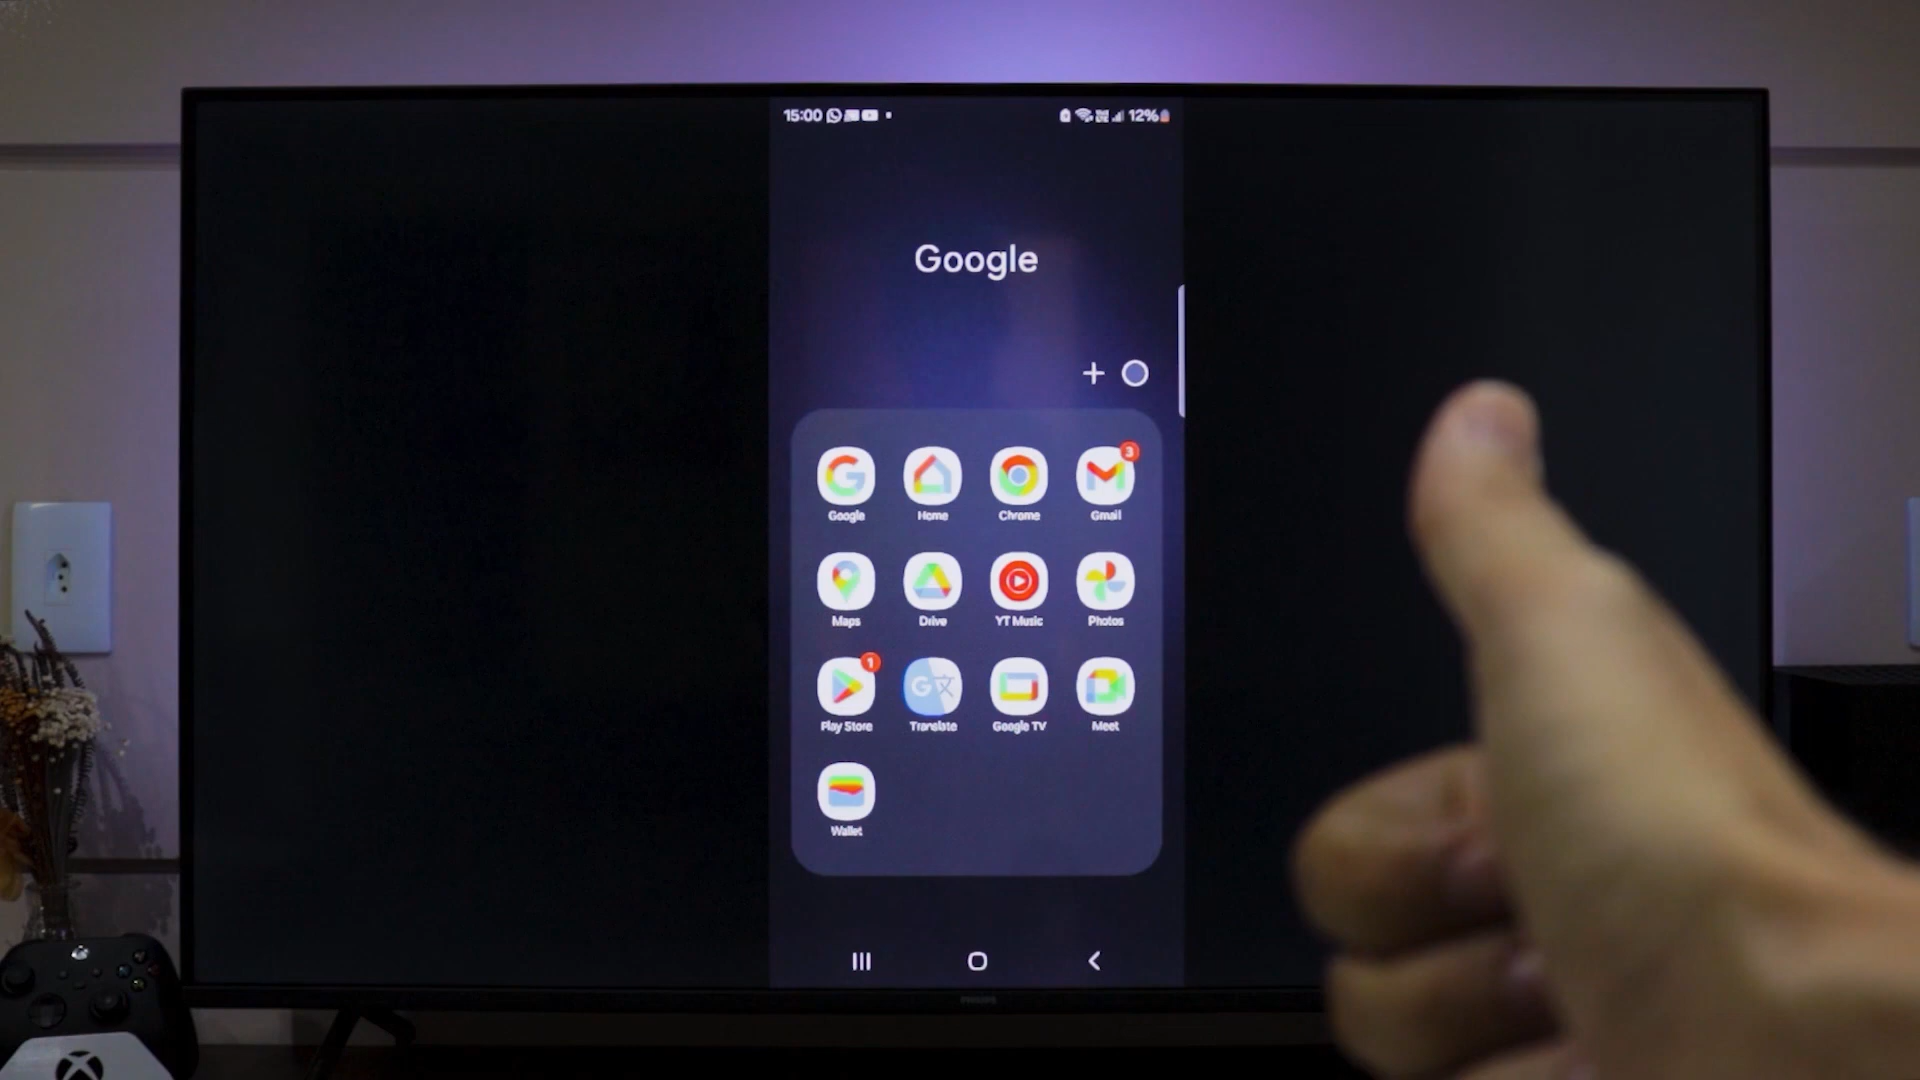 15:00
12%
Google
3
Google Home Chrome Gmail
Maps Drive YT Music Photos
1
Play Store Translate Google TV Meet
Wallet
PHILIPS